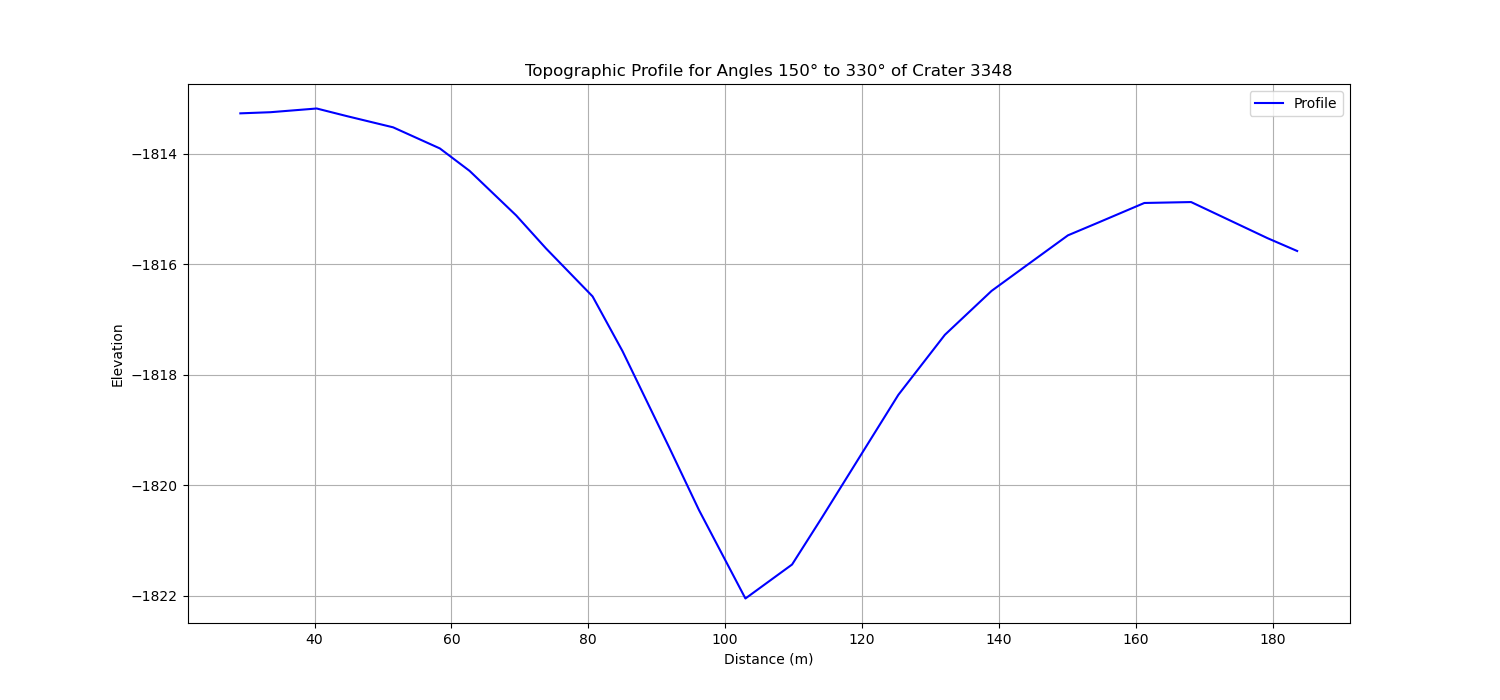 Topographic Profile for Angles 150° to 330° of Crater 3348
Profile
Elevation
−1814
−1816
−1818
−1820
−1822
40 60 80 100 120 140 160 180
Distance (m)